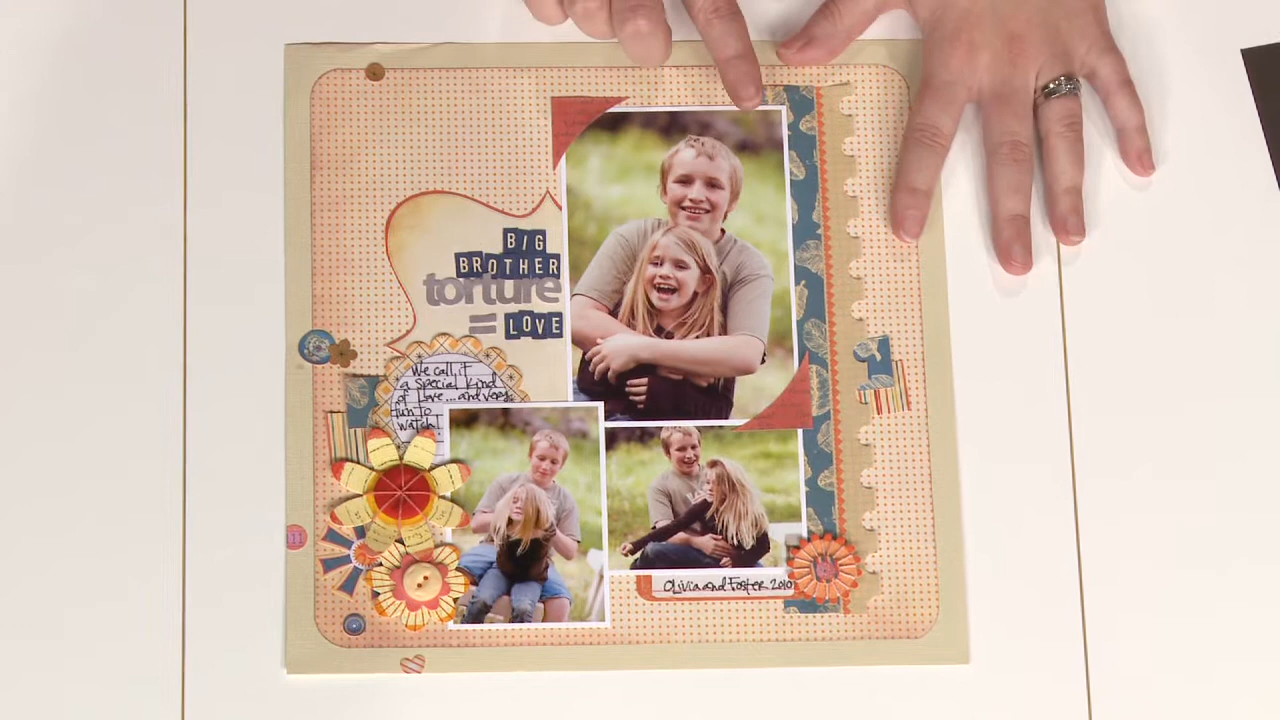 BIG
BROTHER
torture
= LOVE
We call it
a special kind
of love...and very
fun to
watch!
Olivia and Foster 2010